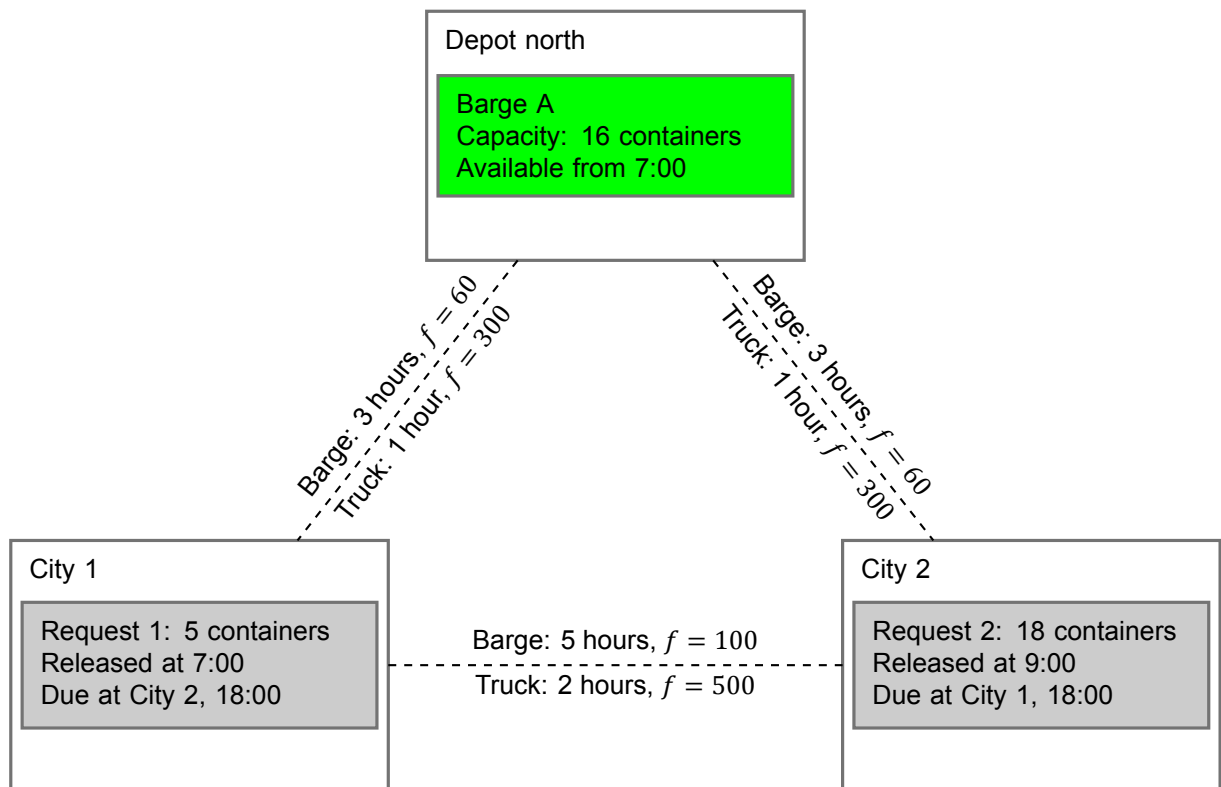 Depot north
Barge A
Capacity: 16 containers
Available from 7:00
Barge: 3 hours, f = 60
Truck: 1 hour, f = 300
Barge: 3 hours, f = 60
Truck: 1 hour, f = 300
City 1
Request 1: 5 containers
Released at 7:00
Due at City 2, 18:00
Barge: 5 hours, f = 100
Truck: 2 hours, f = 500
City 2
Request 2: 18 containers
Released at 9:00
Due at City 1, 18:00